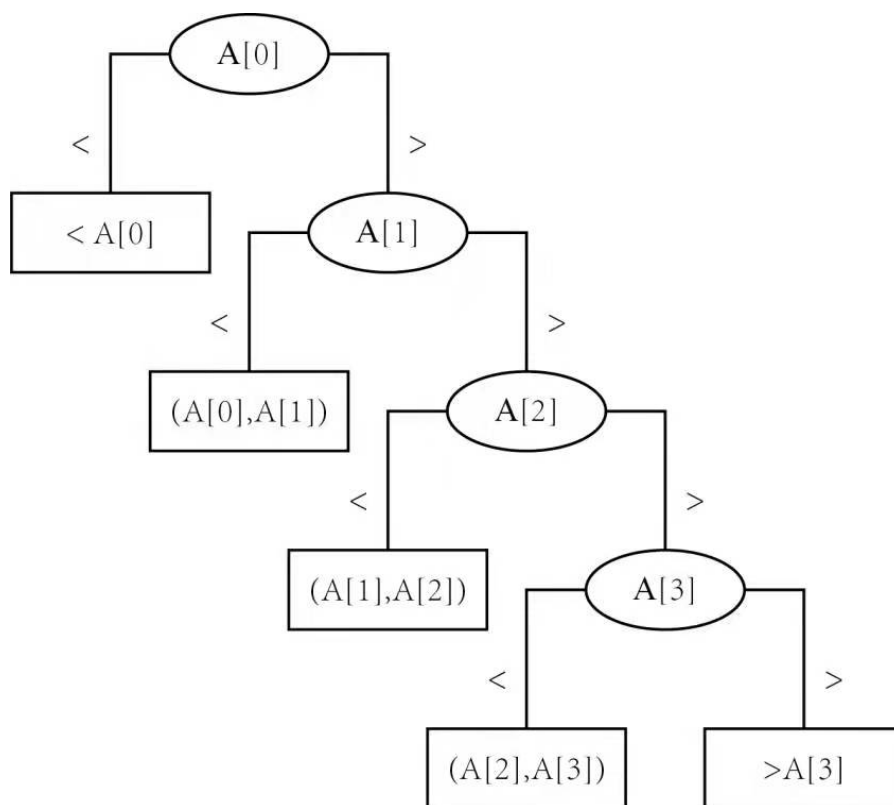 A[0]
< >
< A[0]
A[1]
< >
(A[0],A[1])
A[2]
< >
(A[1],A[2])
A[3]
< >
(A[2],A[3])
>A[3]